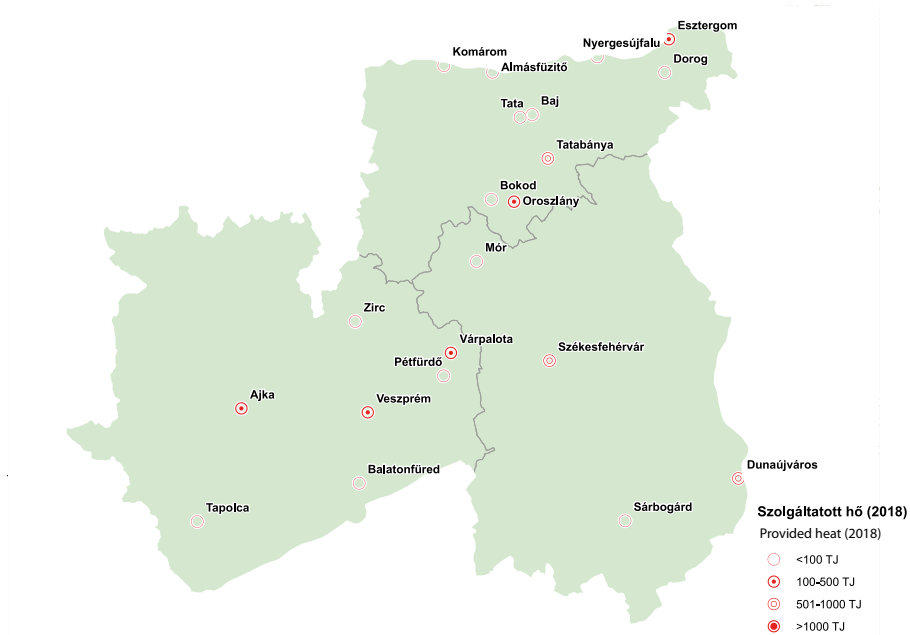 Esztergom
Nyergesújfalu
Komárom
Dorog
Almásfüzitő
Tata
Baj
Tatabánya
Bokod
Oroszlány
Mór
Zirc
Várpalota
Székesfehérvár
Pétfürdő
Ajka
Veszprém
Balatonfüred
Dunaújváros
Tapolca
Sárbogárd
Szolgáltatott hő (2018)
Provided heat (2018)
<100 TJ
100-500 TJ
501-1000 TJ
>1000 TJ